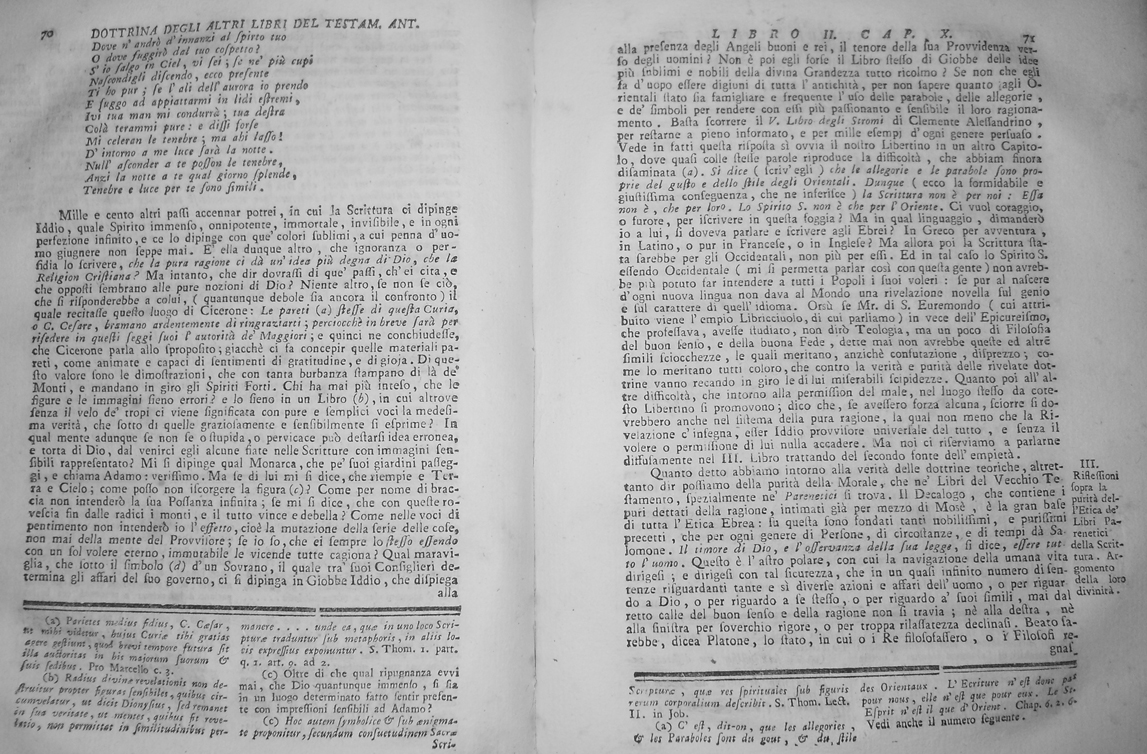 70 DOTTRINA DEGLI ALTRI LIBRI DEL TESTAM. ANT.
Dove n' andrò d' innanzi al ſpirto tuo
O dove fuggirò dal tuo coſpetto?
S' io ſalgo in Ciel, vi ſei; ſe ne' più cupi
Naſcondigli diſcendo, ecco preſente
Ti ho pur; ſe l' ali dell' aurora io prendo
E fuggo ad appiattarmi in lidi eſtremi,
Ivi tua man mi condurrà; tua deſtra
Colà terammi pure: e diſſi forſe
Mi celeran le tenebre; ma ahi laſſo!
D' intorno a me luce ſarà la notte.
Null' aſconder a te poſſon le tenebre,
Anzi la notte a te qual giorno ſplende,
Tenebre e luce per te ſono ſimili.
Mille e cento altri paſſi accennar potrei, in cui la Scrittura ci dipinge
Iddio, quale Spirito immenſo, onnipotente, immortale, inviſibile, e in ogni
perfezione infinito, e ce lo dipinge con que' colori ſublimi, a cui penna d' uo-
mo giugnere non ſeppe mai. E' ella dunque altro, che ignoranza o per-
fidia lo ſcrivere, che la pura ragione ci dà un' idea più degna di Dio, che la
Religion Criſtiana? Ma intanto, che dir dovraſſi di que' paſſi, ch' ei cita, e
che oppoſti ſembrano alle pure nozioni di Dio? Niente altro, ſe non ſe ciò,
che ſi riſponderebbe a colui, (quantunque debole ſia ancora il confronto) il
quale recitaſſe queſto luogo di Cicerone: Le pareti (a) ſteſſe di queſta Curia,
o C. Ceſare, bramano ardentemente di ringraziarti; perciocchè in breve ſarà per
riſedere in queſti ſeggi ſuoi l' autorità de' Maggiori; e quinci ne conchiudeſſe,
che Cicerone parla allo ſpropoſito; giacchè ci fa concepir quelle materiali pa-
reti, come animate e capaci di ſentimenti di gratitudine, e di gioja. Di que-
ſto valore ſono le dimoſtrazioni, che con tanta burbanza ſtampano di là de'
Monti, e mandano in giro gli Spiriti Forti. Chi ha mai più inteſo, che le
figure e le immagini ſieno errori? e lo ſieno in un Libro (b), in cui altrove
ſenza il velo de' tropi ci viene ſignificata con pure e ſemplici voci la medeſi-
ma verità, che ſotto di quelle grazioſamente e ſenſibilmente ſi eſprime? In
qual mente adunque ſe non ſe o ſtupida, o pervicace può deſtarſi idea erronea,
e torta di Dio, dal venirci egli alcune fiate nelle Scritture con immagini ſen-
ſibili rappreſentato? Mi ſi dipinge qual Monarca, che pe' ſuoi giardini paſſeg-
gi, e chiama Adamo: veriſſimo. Ma ſe di lui mi ſi dice, che riempie e Ter-
ra e Cielo; come poſſo non iſcorgere la figura (c)? Come per nome di brac-
cia non intenderò la ſua Poſſanza infinita; ſe mi ſi dice, che con queſte ro-
veſcia fin dalle radici i monti, e il tutto vince e debella? Come nelle voci di
pentimento non intenderò io l' effetto, cioè la mutazione della ſerie delle coſe,
non mai della mente del Provviſore; ſe io ſo, che ei ſempre lo ſteſſo eſſendo
con un ſol volere eterno, immutabile le vicende tutte cagiona? Qual maravi-
glia, che ſotto il ſimbolo (d) d' un Sovrano, il quale tra' ſuoi Conſiglieri de-
termina gli affari del ſuo governo, ci ſi dipinga in Giobbe Iddio, che diſpiega
alla
(a) Parietes medius fidius, C. Cæſar,
ut mihi videtur, hujus Curiæ tibi gratias
agere geſtiunt, quod brevi tempore futura ſit
illa auctoritas in his majorum ſuorum &
ſuis ſedibus. Pro Marcello c. 3.
(b) Radius divinæ revelationis non de-
ſtruitur propter figuras ſenſibiles, quibus cir-
cumvelatur, ut dicit Dionyſius, ſed remanet
in ſua veritate, ut mentes, quibus fit reve-
latio, non permittat in ſimilitudinibus per-
manere.... unde ea, quæ in uno loco Scri-
pturæ traduntur ſub metaphoris, in aliis lo-
cis expreſſius exponuntur. S. Thom. 1. part.
q. 1. art. 9. ad 2.
(c) Oltre di che qual ripugnanza evvi
mai, che Dio quantunque immenſo, ſi ſia
in un luogo determinato fatto ſentir preſen-
te con impreſſioni ſenſibili ad Adamo?
(c) Hoc autem ſymbolice & ſub ænigma-
te proponitur, ſecundum conſuetudinem Sacræ
Scri-
LIBRO II. CAP. X. 71
alla preſenza degli Angeli buoni e rei, il tenore della ſua Provvidenza ver-
ſo degli uomini? Non è poi egli forſe il Libro ſteſſo di Giobbe delle idee
più ſublimi e nobili della divina Grandezza tutto ricolmo? Se non che egli
fa d' uopo eſſere digiuni di tutta l' antichità, per non ſapere quanto agli O-
rientali ſtato ſia famigliare e frequente l' uſo delle parabole, delle allegorie,
e de' ſimboli per rendere con eſſi più paſſionanto e ſenſibile il loro ragiona-
mento. Baſta ſcorrere il V. Libro degli Stromi di Clemente Aleſſandrino,
per reſtarne a pieno informato, e per mille eſempj d' ogni genere perſuaſo.
Vede in fatti queſta riſpoſta sì ovvia il noſtro Libertino in un altro Capito-
lo, dove quaſi colle ſteſſe parole riproduce la difficoltà, che abbiam finora
diſaminata (a). Si dice (ſcriv' egli) che le allegorie e le parabole ſono pro-
prie del guſto e dello ſtile degli Orientali. Dunque (ecco la formidabile e
giuſtiſſima conſeguenza, che ne inferiſce) la Scrittura non è per noi: Eſſa
non è, che per loro. Lo Spirito S. non è che per l' Oriente. Ci vuol coraggio,
o furore, per iſcrivere in queſta foggia? Ma in qual linguaggio, dimanderò
io a lui, ſi doveva parlare e ſcrivere agli Ebrei? In Greco per avventura,
in Latino, o pur in Franceſe, o in Ingleſe? Ma allora poi la Scrittura ſta-
ta ſarebbe per gli Occidentali, non più per eſſi. Ed in tal caſo lo Spirito S.
eſſendo Occidentale (mi ſi permetta parlar così con queſta gente) non avreb-
be più potuto far intendere a tutti i Popoli i ſuoi voleri: ſe pur al naſcere
d' ogni nuova lingua non dava al Mondo una rivelazione novella ſul genio
e ſul carattere di quell' idioma. Orsù ſe Mr. di S. Euremondo (cui attri-
buito viene l' empio Libricciuolo, di cui parliamo) in vece dell' Epicureiſmo,
che profeſſava, aveſſe ſtudiato, non dirò Teologia, ma un poco di Filoſofia
del buon ſenſo, e della buona Fede, dette mai non avrebbe queſte ed altre
ſimili ſciocchezze, le quali meritano, anzichè confutazione, diſprezzo; co-
me lo meritano tutti coloro, che contro la verità e purità delle rivelate dot-
trine vanno recando in giro le di lui miſerabili ſcipidezze. Quanto poi all' al-
tre difficoltà, che intorno alla permiſſion del male, nel luogo ſteſſo da cote-
ſto Libertino ſi promovono; dico che, ſe aveſſero forza alcuna, ſciorre ſi do-
vrebbero anche nel ſiſtema della pura ragione, la qual non meno che la Ri-
velazione c' inſegna, eſſer Iddio provviſore univerſale del tutto, e ſenza il
volere o permiſſione di lui nulla accadere. Ma noi ci riſerviamo a parlarne
diffuſamente nel III. Libro trattando del ſecondo fonte dell' empietà.
Quanto detto abbiamo intorno alla verità delle dottrine teoriche, altret-
tanto dir poſſiamo della purità della Morale, che ne' Libri del Vecchio Te-
ſtamento, ſpezialmente ne' Parenetici ſi trova. Il Decalogo, che contiene i
puri dettati della ragione, intimati già per mezzo di Mosè, è la gran baſe
di tutta l' Etica Ebrea: ſu queſta ſono fondati tanti nobiliſſimi, e puriſſimi
precetti, che per ogni genere di Perſone, di circoſtanze, e di tempi dà Sa-
lomone. Il timore di Dio, e l' oſſervanza della ſua legge, ſi dice, eſſere tut-
to l' uomo. Queſto è l' aſtro polare, con cui la navigazione della umana vita
dirigeſi; e dirigeſi con tal ſicurezza, che in un quaſi infinito numero di ſen-
tenze riſguardanti tante e sì diverſe azioni e affari dell' uomo, o per riguar-
do a Dio, o per riguardo a ſe ſteſſo, o per riguardo a' ſuoi ſimili, mai dal
retto calle del buon ſenſo e della ragione non ſi travia; nè alla deſtra, nè
alla ſiniſtra per ſoverchio rigore, o per troppa rilaſſatezza declinaſi. Beato ſa-
rebbe, dicea Platone, lo ſtato, in cui o i Re filoſofaſſero, o i Filoſofi re-
gnaſ-
III.
Rifleſſioni
ſopra la
purità del-
l' Etica de'
Libri Pa-
renetici
della Scrit-
tura. Ar-
gomento
della loro
divinità.
Scripturæ, quæ res ſpirituales ſub figuris
rerum corporalium deſcribit. S. Thom. Lect.
II. in Job.
(a) C' eſt, dit-on, que les allegories,
& les Paraboles ſont du gout, & du ſtile
des Orientaux. L' Ecriture n' eſt donc pas
pour nous, elle n' eſt que pour eux. Le St.
Eſprit n' eſt il que d' Orient. Chap. 6. 2. 6.
Vedi anche il numero ſeguente.